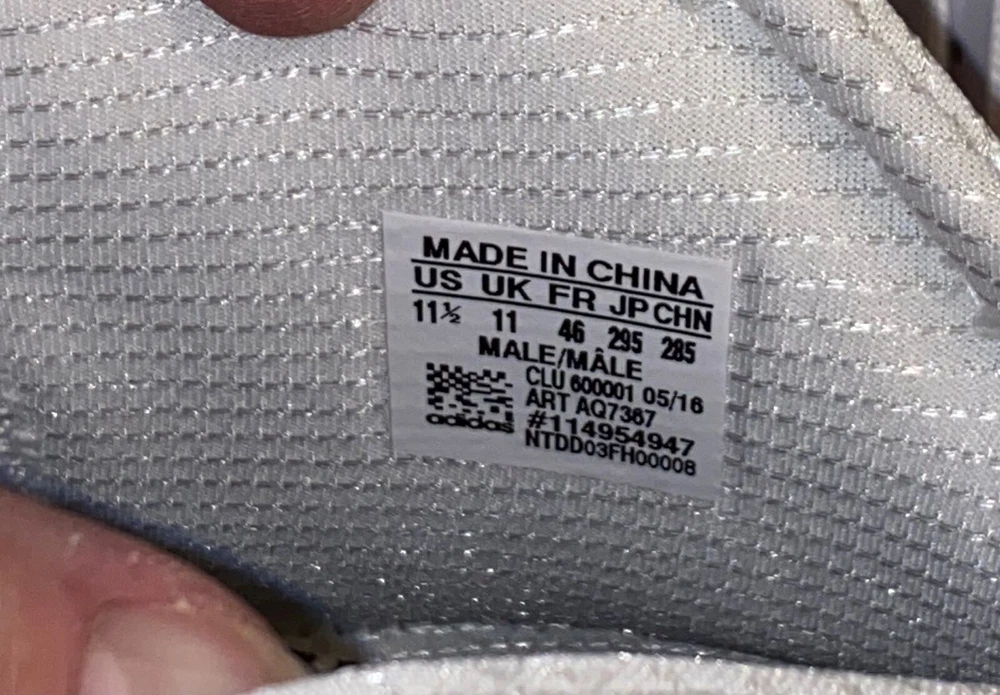 MADE IN CHINA
US UK FR JP CHN
11½ 11 46 295 285
MALE/MÂLE
CLU 600001 05/16
ART AQ7367
#114954947
NTDD03FH00008
adidas